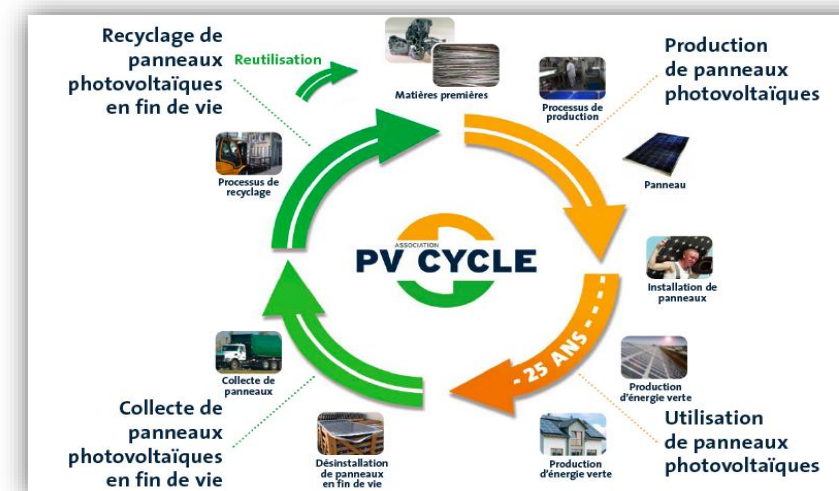 Recyclage de
panneaux
photovoltaïques
en fin de vie
Reutilisation
Matières premières
Processus de
production
Production
de panneaux
photovoltaïques
Processus de
recyclage
Panneau
ASSOCIATION
PV CYCLE
Installation de
panneaux
- 25 ANS - - -
Collecte de
panneaux
Production
d'énergie verte
Collecte de
panneaux
photovoltaïques
en fin de vie
Désinstallation
de panneaux
en fin de vie
Production
d'énergie verte
Utilisation
de panneaux
photovoltaïques